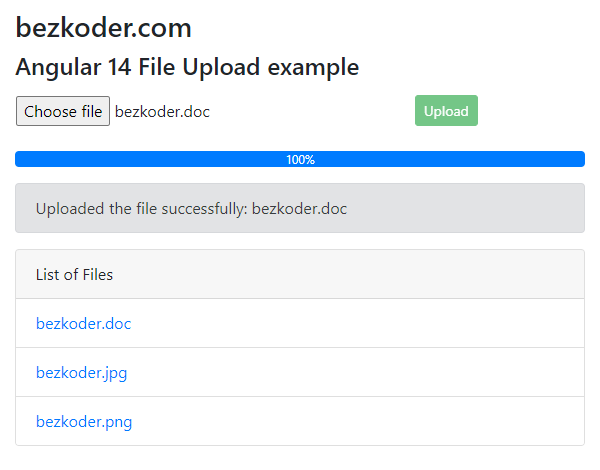 bezkoder.com
Angular 14 File Upload example
Choose file bezkoder.doc Upload
100%
Uploaded the file successfully: bezkoder.doc
List of Files
bezkoder.doc
bezkoder.jpg
bezkoder.png